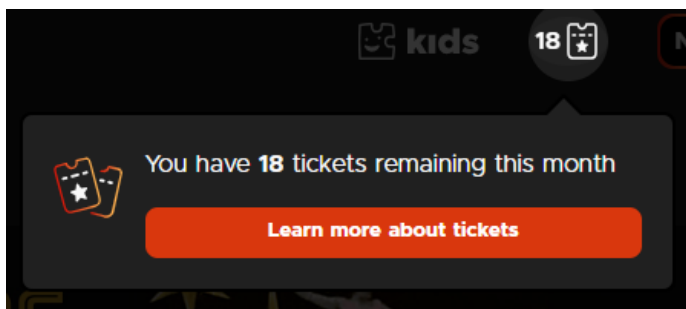 kids
18
N
You have 18 tickets remaining this month
Learn more about tickets